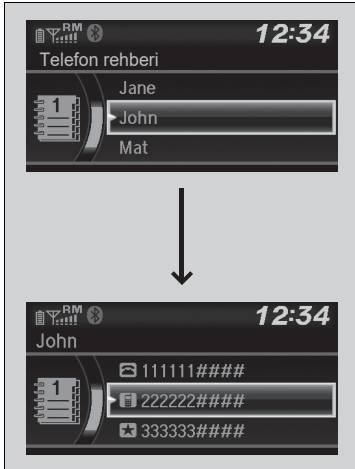 RM 12:34
Telefon rehberi
Jane
1
John
Mat
RM 12:34
John
111111####
1
222222####
333333####